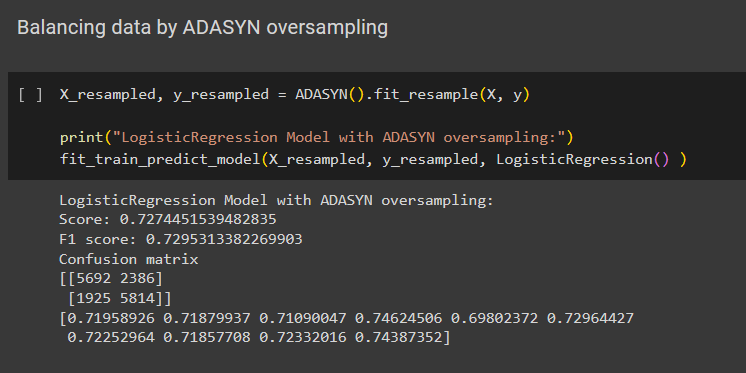 Balancing data by ADASYN oversampling
[ ] X_resampled, y_resampled = ADASYN().fit_resample(X, y)
print("LogisticRegression Model with ADASYN oversampling:")
fit_train_predict_model(X_resampled, y_resampled, LogisticRegression() )
LogisticRegression Model with ADASYN oversampling:
Score: 0.7274451539482835
F1 score: 0.7295313382269903
Confusion matrix
[[5692 2386]
 [1925 5814]]
[0.71958926 0.71879937 0.71090047 0.74624506 0.69802372 0.72964427
 0.72252964 0.71857708 0.72332016 0.74387352]